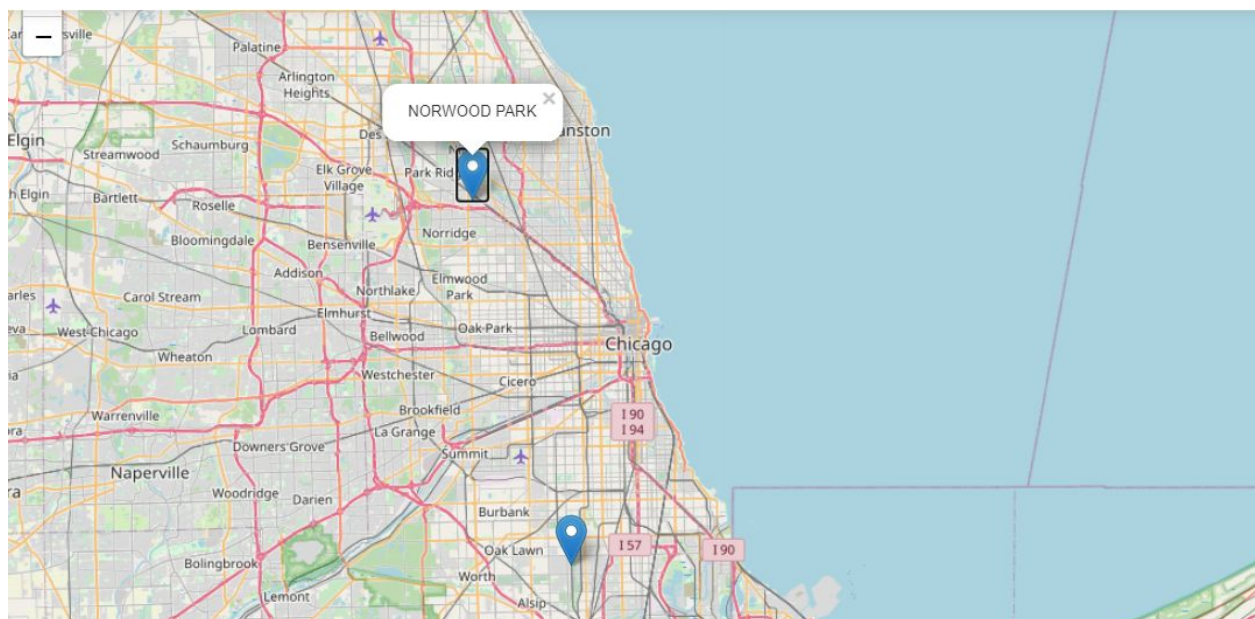 −
Palatine
Arlington
Heights
×
NORWOOD PARK
Elgin
Streamwood
Schaumburg
Elk Grove
Village
Park Rid
Bartlett
Roselle
Norridge
Bloomingdale
Bensenville
Addison
Elmwood
Park
Northlake
Carol Stream
Elmhurst
West Chicago
Lombard
Bellwood
Oak Park
Chicago
Wheaton
Westchester
Cicero
Brookfield
Warrenville
La Grange
I 90
I 94
Downers Grove
Summit
Naperville
Woodridge
Darien
Burbank
Oak Lawn
I 57
I 90
Bolingbrook
Worth
Lemont
Alsip